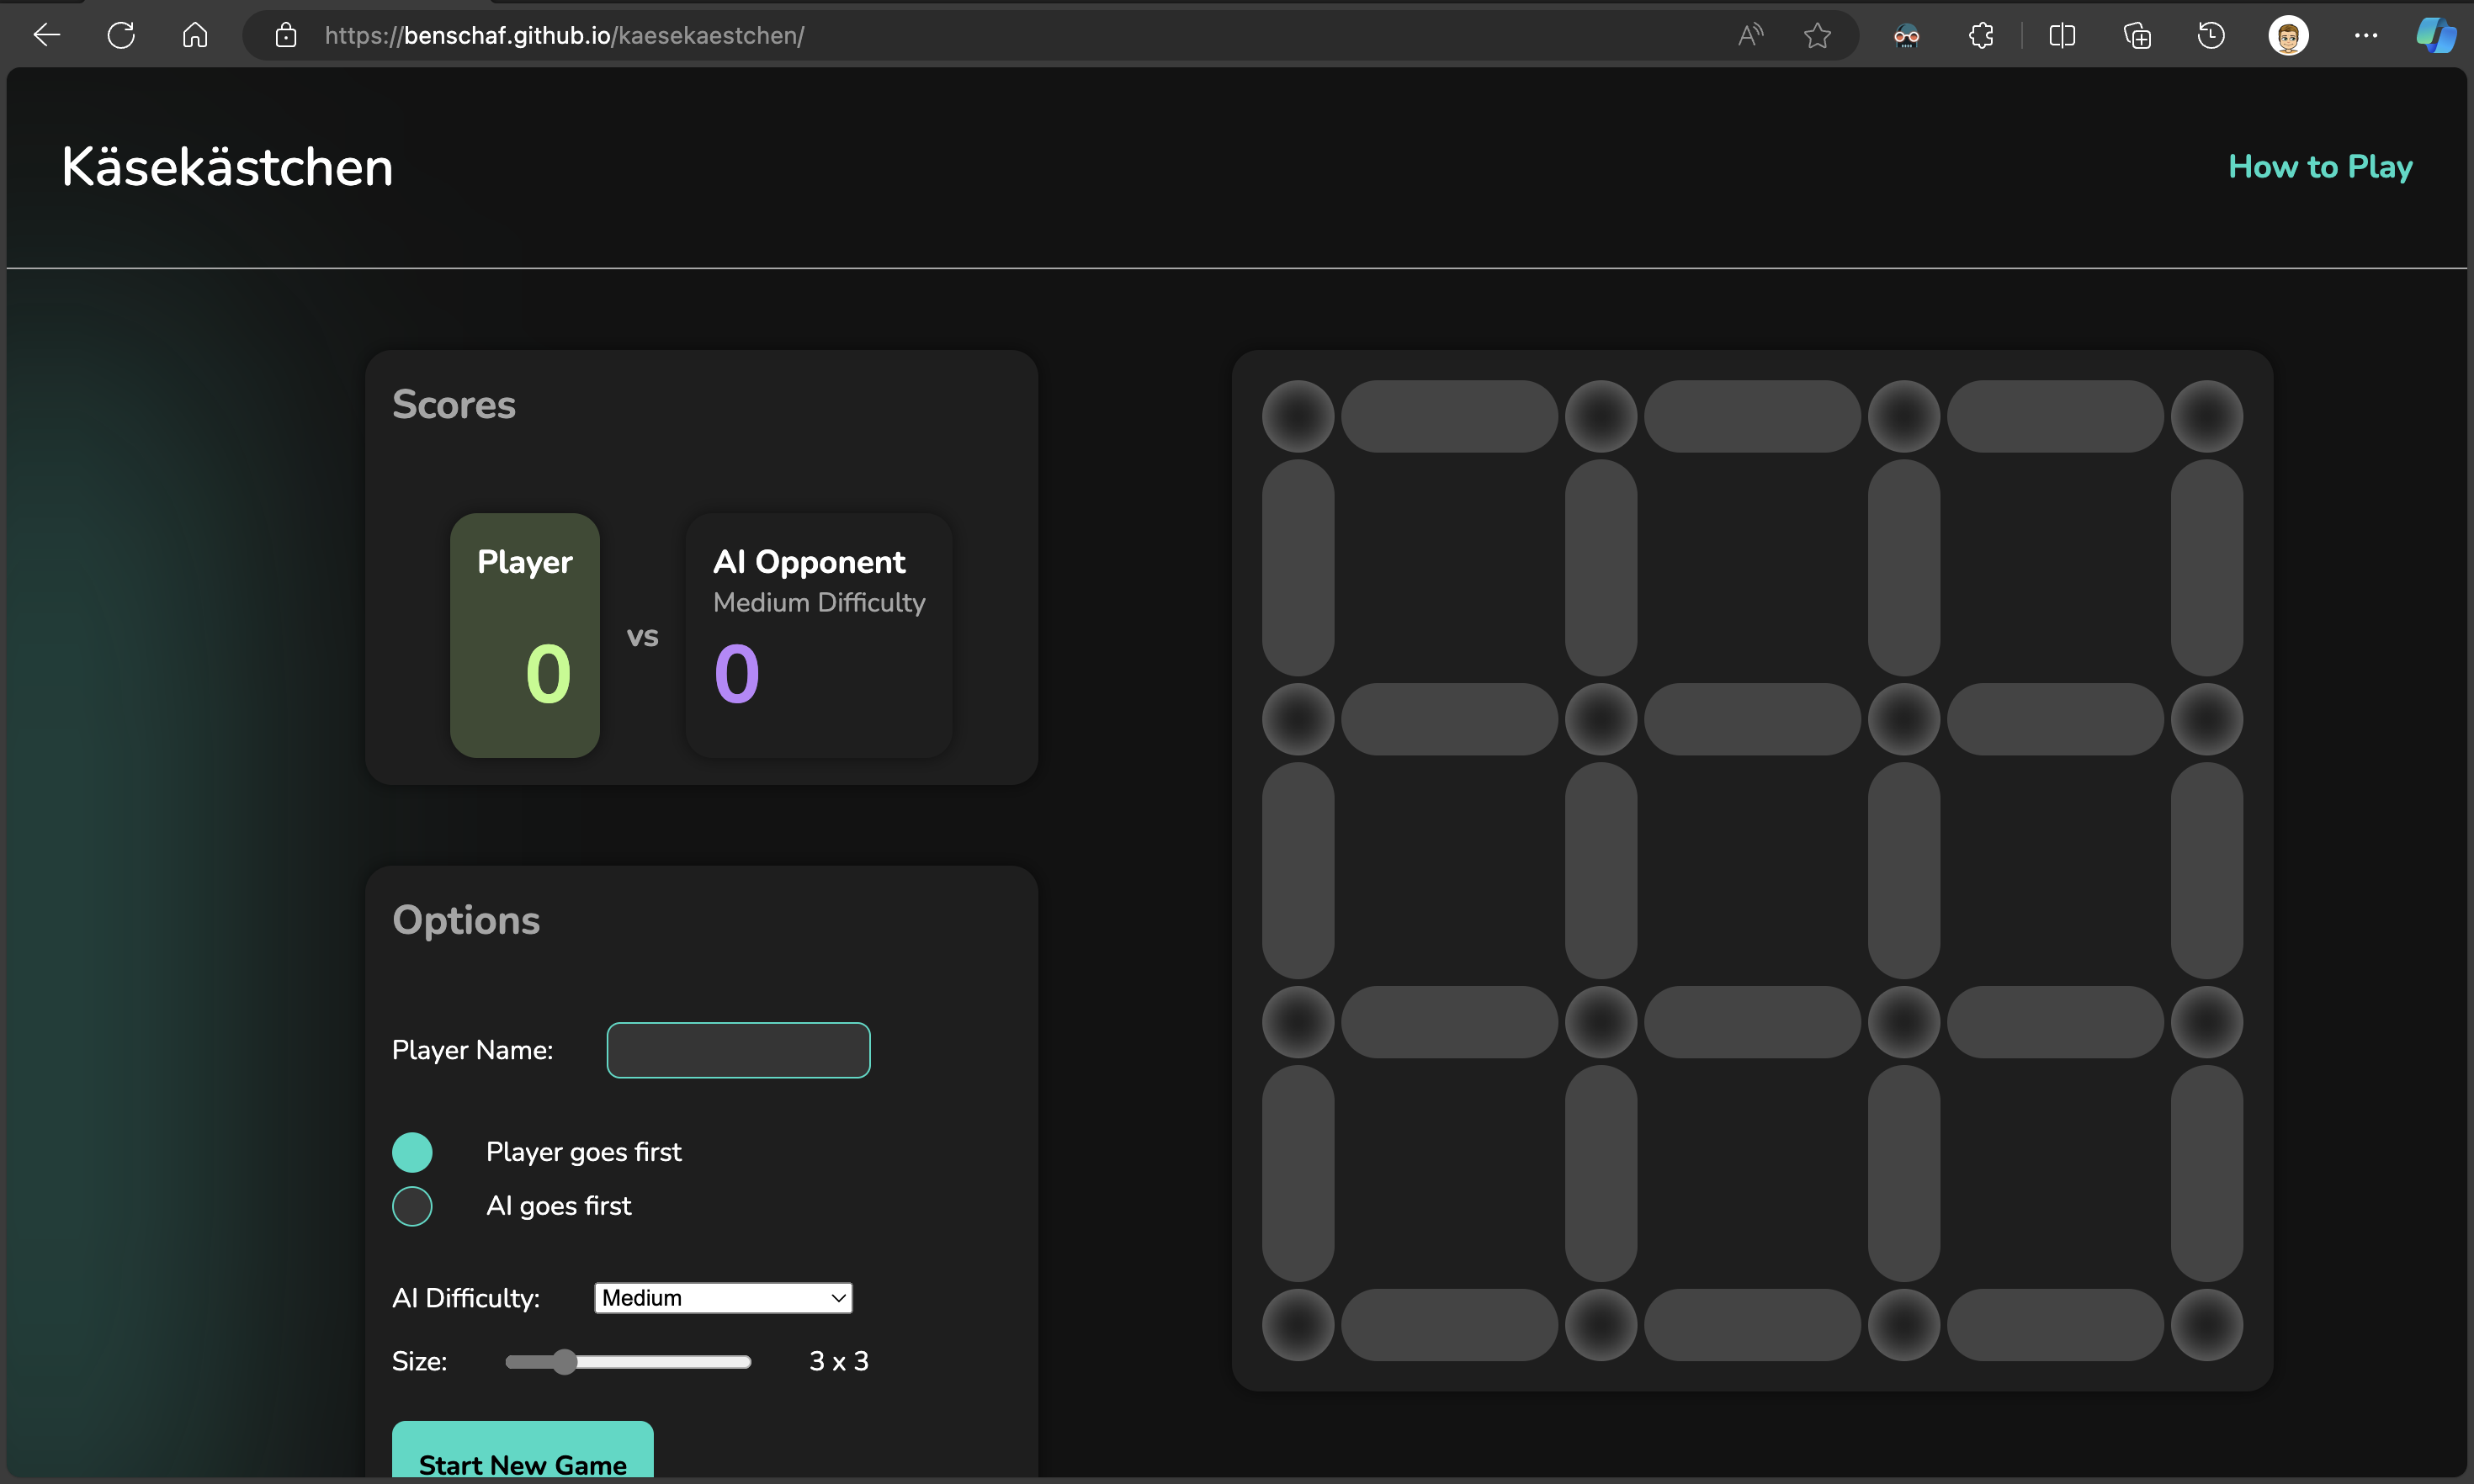 https://benschaf.github.io/kaesekaestchen/
Käsekästchen
How to Play
Scores
Player
0
vs
AI Opponent
Medium Difficulty
0
Options
Player Name:
Player goes first
AI goes first
AI Difficulty:
Medium
Size:
3 x 3
Start New Game